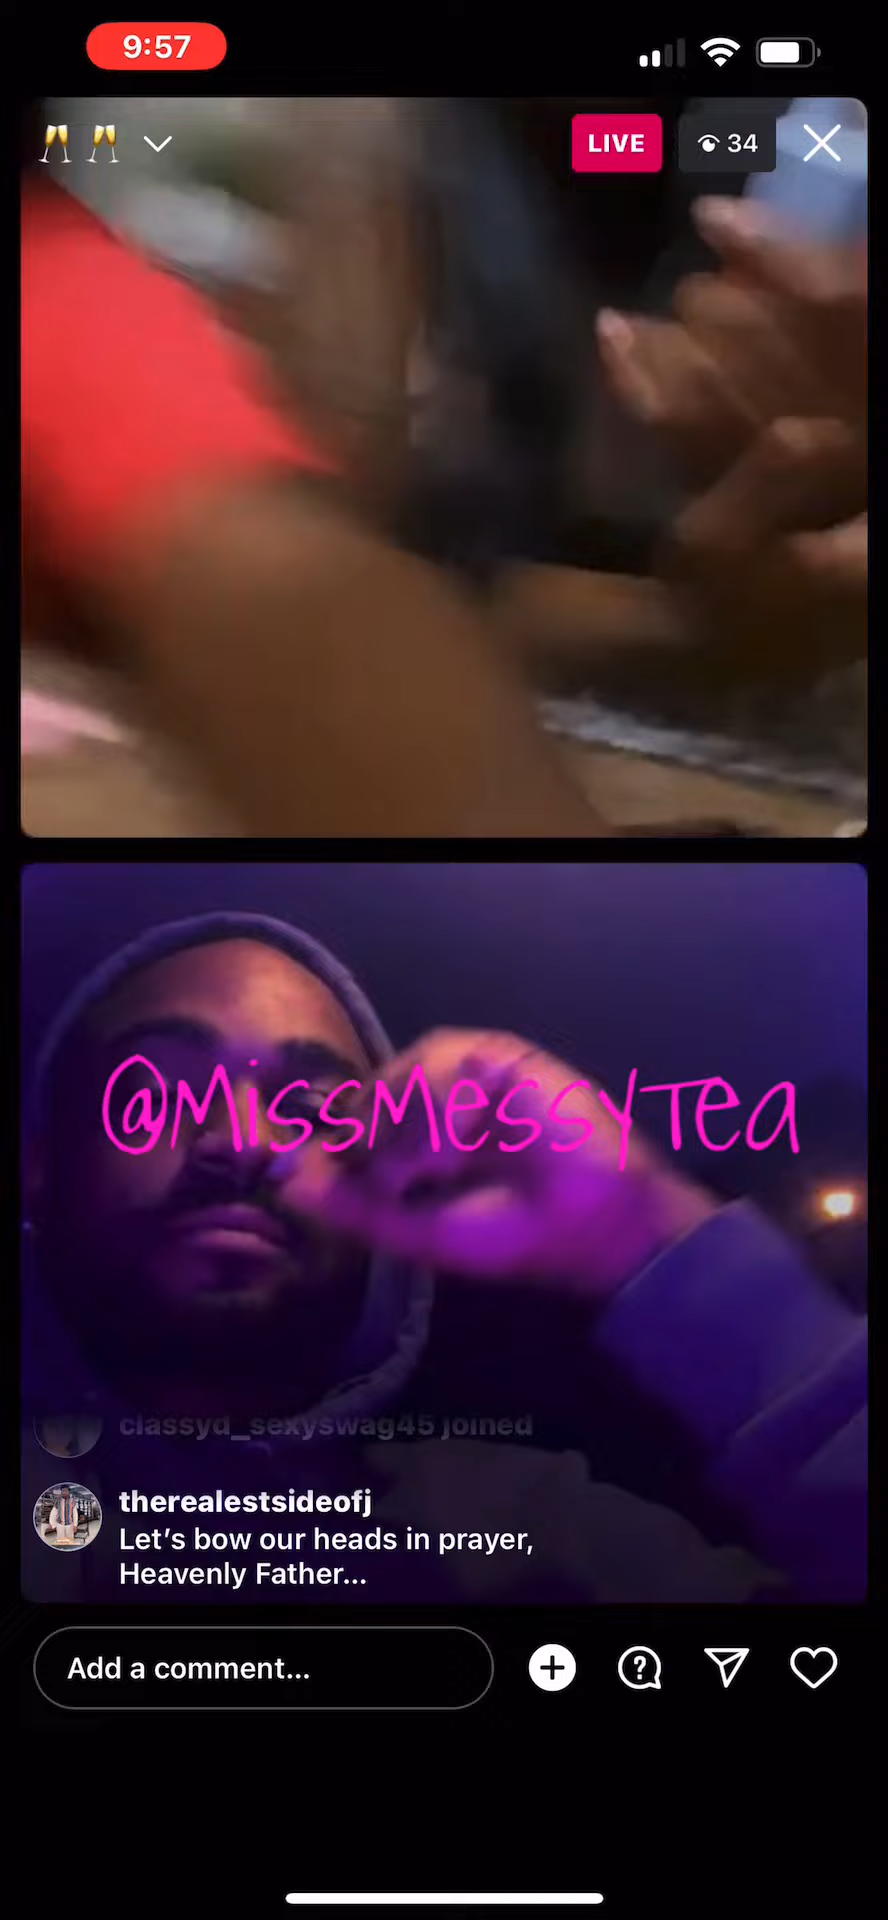 9:57
LIVE
34
@MissMessyTea
classyd_sexyswag45 joined
therealestsideofj
Let’s bow our heads in prayer,
Heavenly Father...
Add a comment...